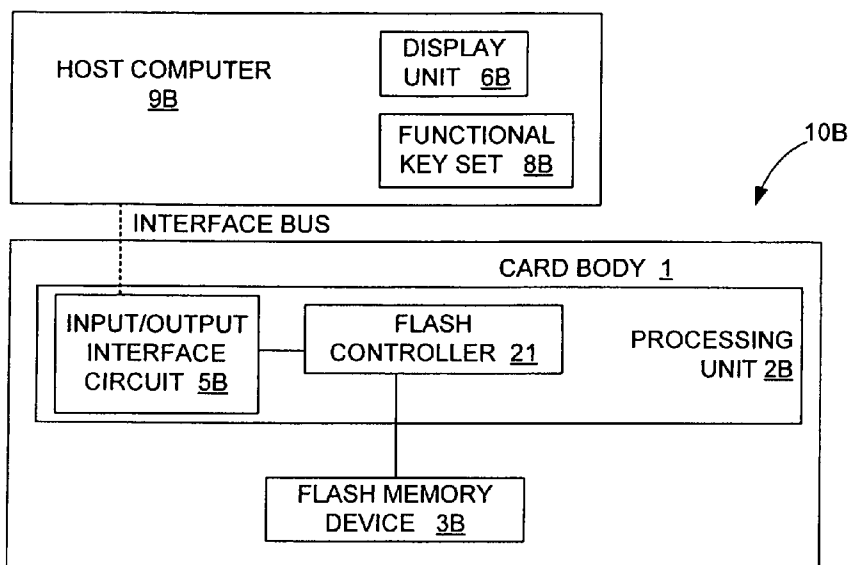 HOST COMPUTER
9B
DISPLAY
UNIT 6B
FUNCTIONAL
KEY SET 8B
10B
INTERFACE BUS
CARD BODY 1
INPUT/OUTPUT
INTERFACE
CIRCUIT 5B
FLASH
CONTROLLER 21
PROCESSING
UNIT 2B
FLASH MEMORY
DEVICE 3B